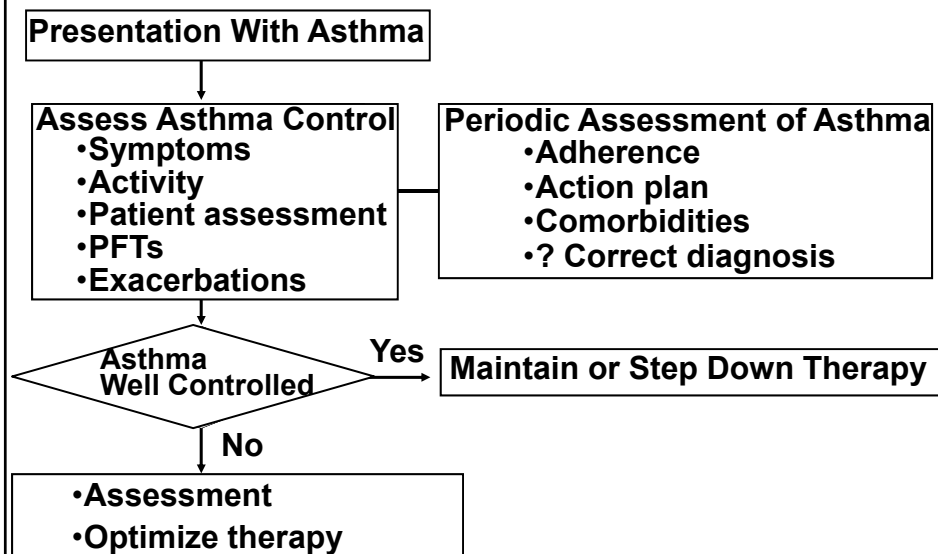 Presentation With Asthma
Assess Asthma Control
•Symptoms
•Activity
•Patient assessment
•PFTs
•Exacerbations
Periodic Assessment of Asthma
•Adherence
•Action plan
•Comorbidities
•? Correct diagnosis
Asthma
Well Controlled
Yes
Maintain or Step Down Therapy
No
•Assessment
•Optimize therapy